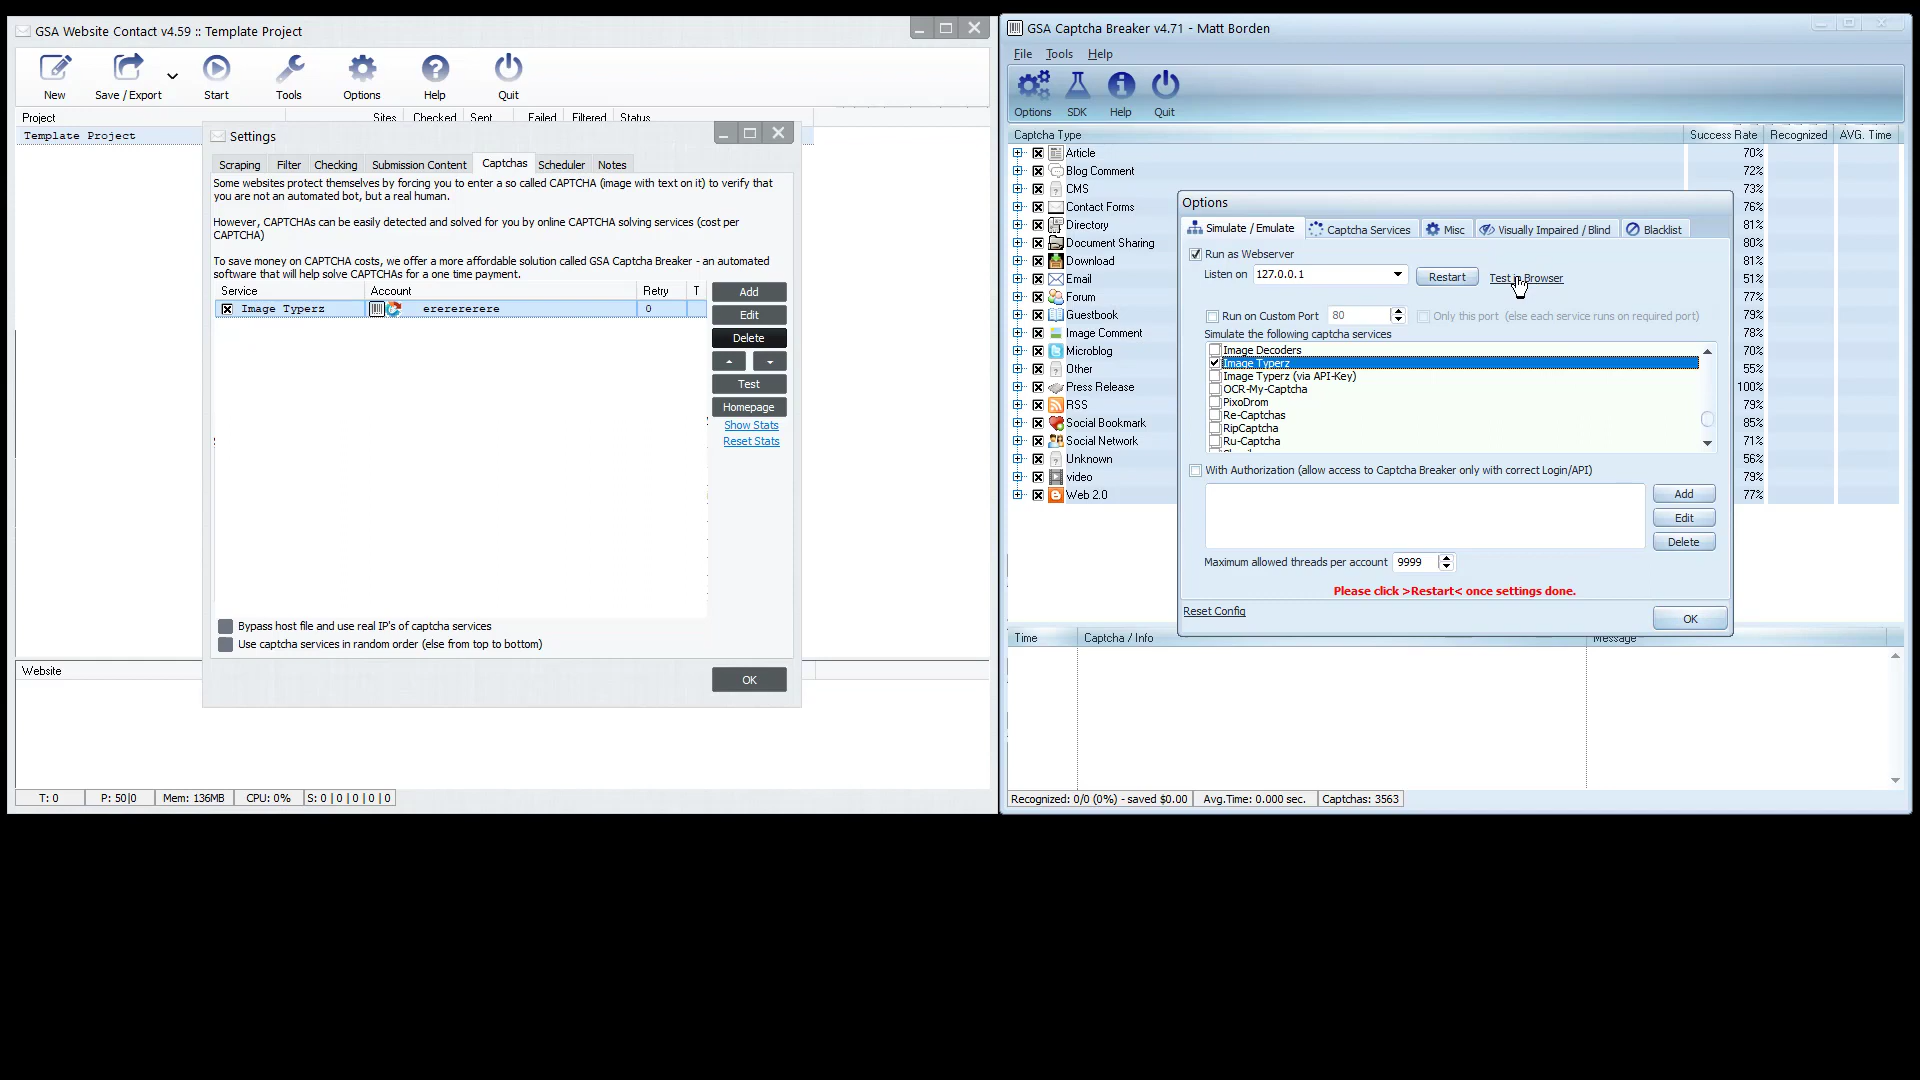 GSA Website Contact v4.59 :: Template Project
New
Save / Export
Start
Tools
Options
Help
Quit
Project
Sites
Checked
Sent
Failed
Filtered
Status
Template Project
Settings
Scraping
Filter
Checking
Submission Content
Captchas
Scheduler
Notes
Some websites protect themselves by forcing you to enter a so called CAPTCHA (image with text on it) to verify that
you are not an automated bot, but a real human.
However, CAPTCHAs can be easily detected and solved for you by online CAPTCHA solving services (cost per
CAPTCHA)
To save money on CAPTCHA costs, we offer a more affordable solution called GSA Captcha Breaker - an automated
software that will help solve CAPTCHAs for a one time payment.
Service
Account
Retry
T
Image Typerz
erererere
0
Add
Edit
Delete
Test
Homepage
Show Stats
Reset Stats
Bypass host file and use real IP's of captcha services
Use captcha services in random order (else from top to bottom)
OK
Website
T: 0
P: 50|0
Mem: 136MB
CPU: 0%
S: 0 | 0 | 0 | 0 | 0
GSA Captcha Breaker v4.71 - Matt Borden
File
Tools
Help
Options
SDK
Help
Quit
Captcha Type
Success Rate
Recognized
AVG. Time
Article 70%
Blog Comment 72%
CMS 73%
Contact Forms 76%
Directory 81%
Document Sharing 80%
Download 81%
Email 51%
Forum 77%
Guestbook 79%
Image Comment 78%
Microblog 70%
Other 55%
Press Release 100%
RSS 79%
Social Bookmark 85%
Social Network 71%
Unknown 56%
video 79%
Web 2.0 77%
Options
Simulate / Emulate
Captcha Services
Misc
Visually Impaired / Blind
Blacklist
Run as Webserver
Listen on 127.0.0.1
Restart
Test in Browser
Run on Custom Port 80
Only this port (else each service runs on required port)
Simulate the following captcha services
Image Decoders
Image Typerz
Image Typerz (via API-Key)
OCR-My-Captcha
PixoDrom
Re-Captchas
RipCaptcha
Ru-Captcha
With Authorization (allow access to Captcha Breaker only with correct Login/API)
Add
Edit
Delete
Maximum allowed threads per account 9999
Please click >Restart< once settings done.
Reset Config
OK
Time
Captcha / Info
Message
Recognized: 0/0 (0%) - saved $0.00
Avg.Time: 0.000 sec.
Captchas: 3563